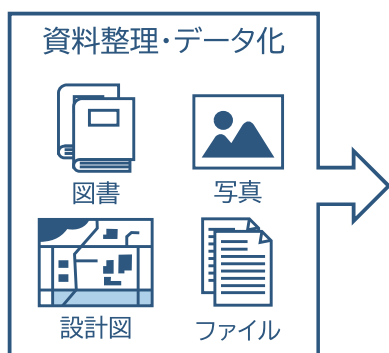 資料整理・データ化
図書
写真
設計図
ファイル